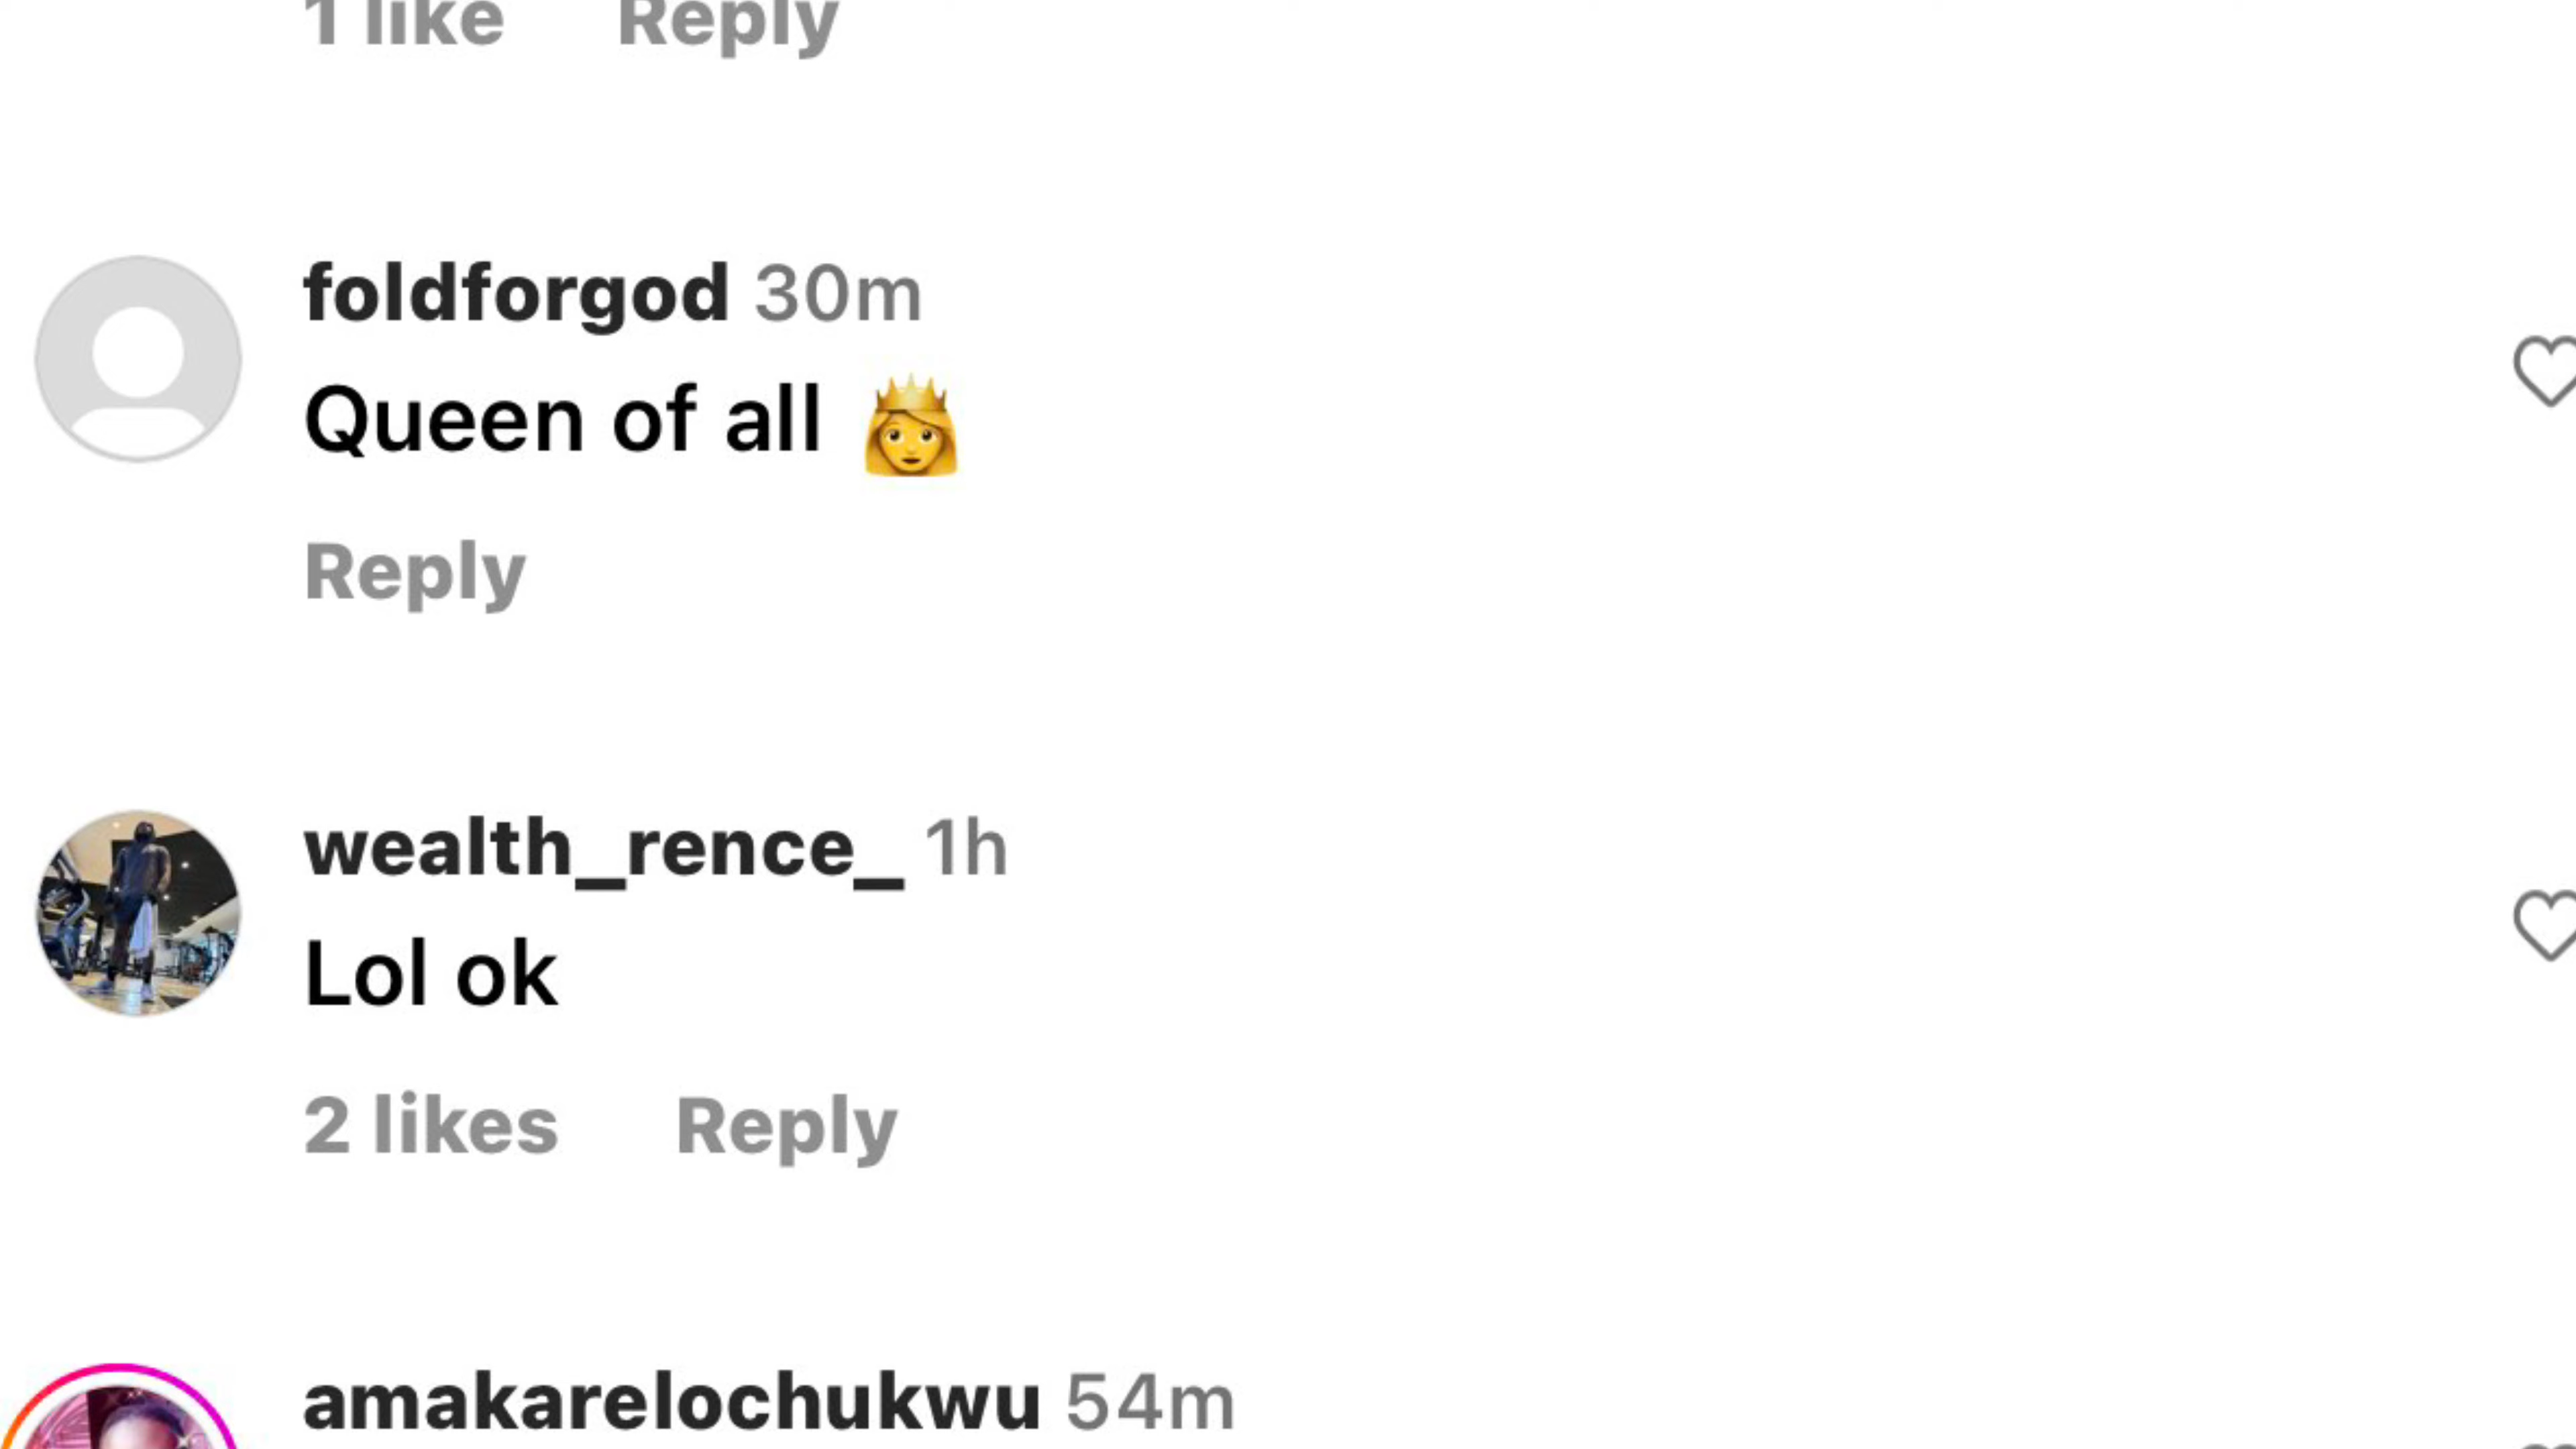 1 like Reply
foldforgod 30m
Queen of all 👸
Reply
wealth_rence_ 1h
Lol ok
2 likes Reply
amakarelochukwu 54m